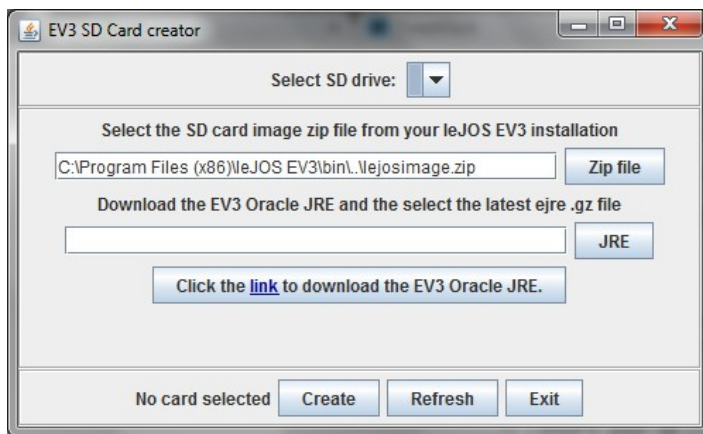 EV3 SD Card creator
Select SD drive:
Select the SD card image zip file from your leJOS EV3 installation
C:\Program Files (x86)\leJOS EV3\bin\..\lejosimage.zip Zip file
Download the EV3 Oracle JRE and the select the latest ejre .gz file
JRE
Click the link to download the EV3 Oracle JRE.
No card selected Create Refresh Exit